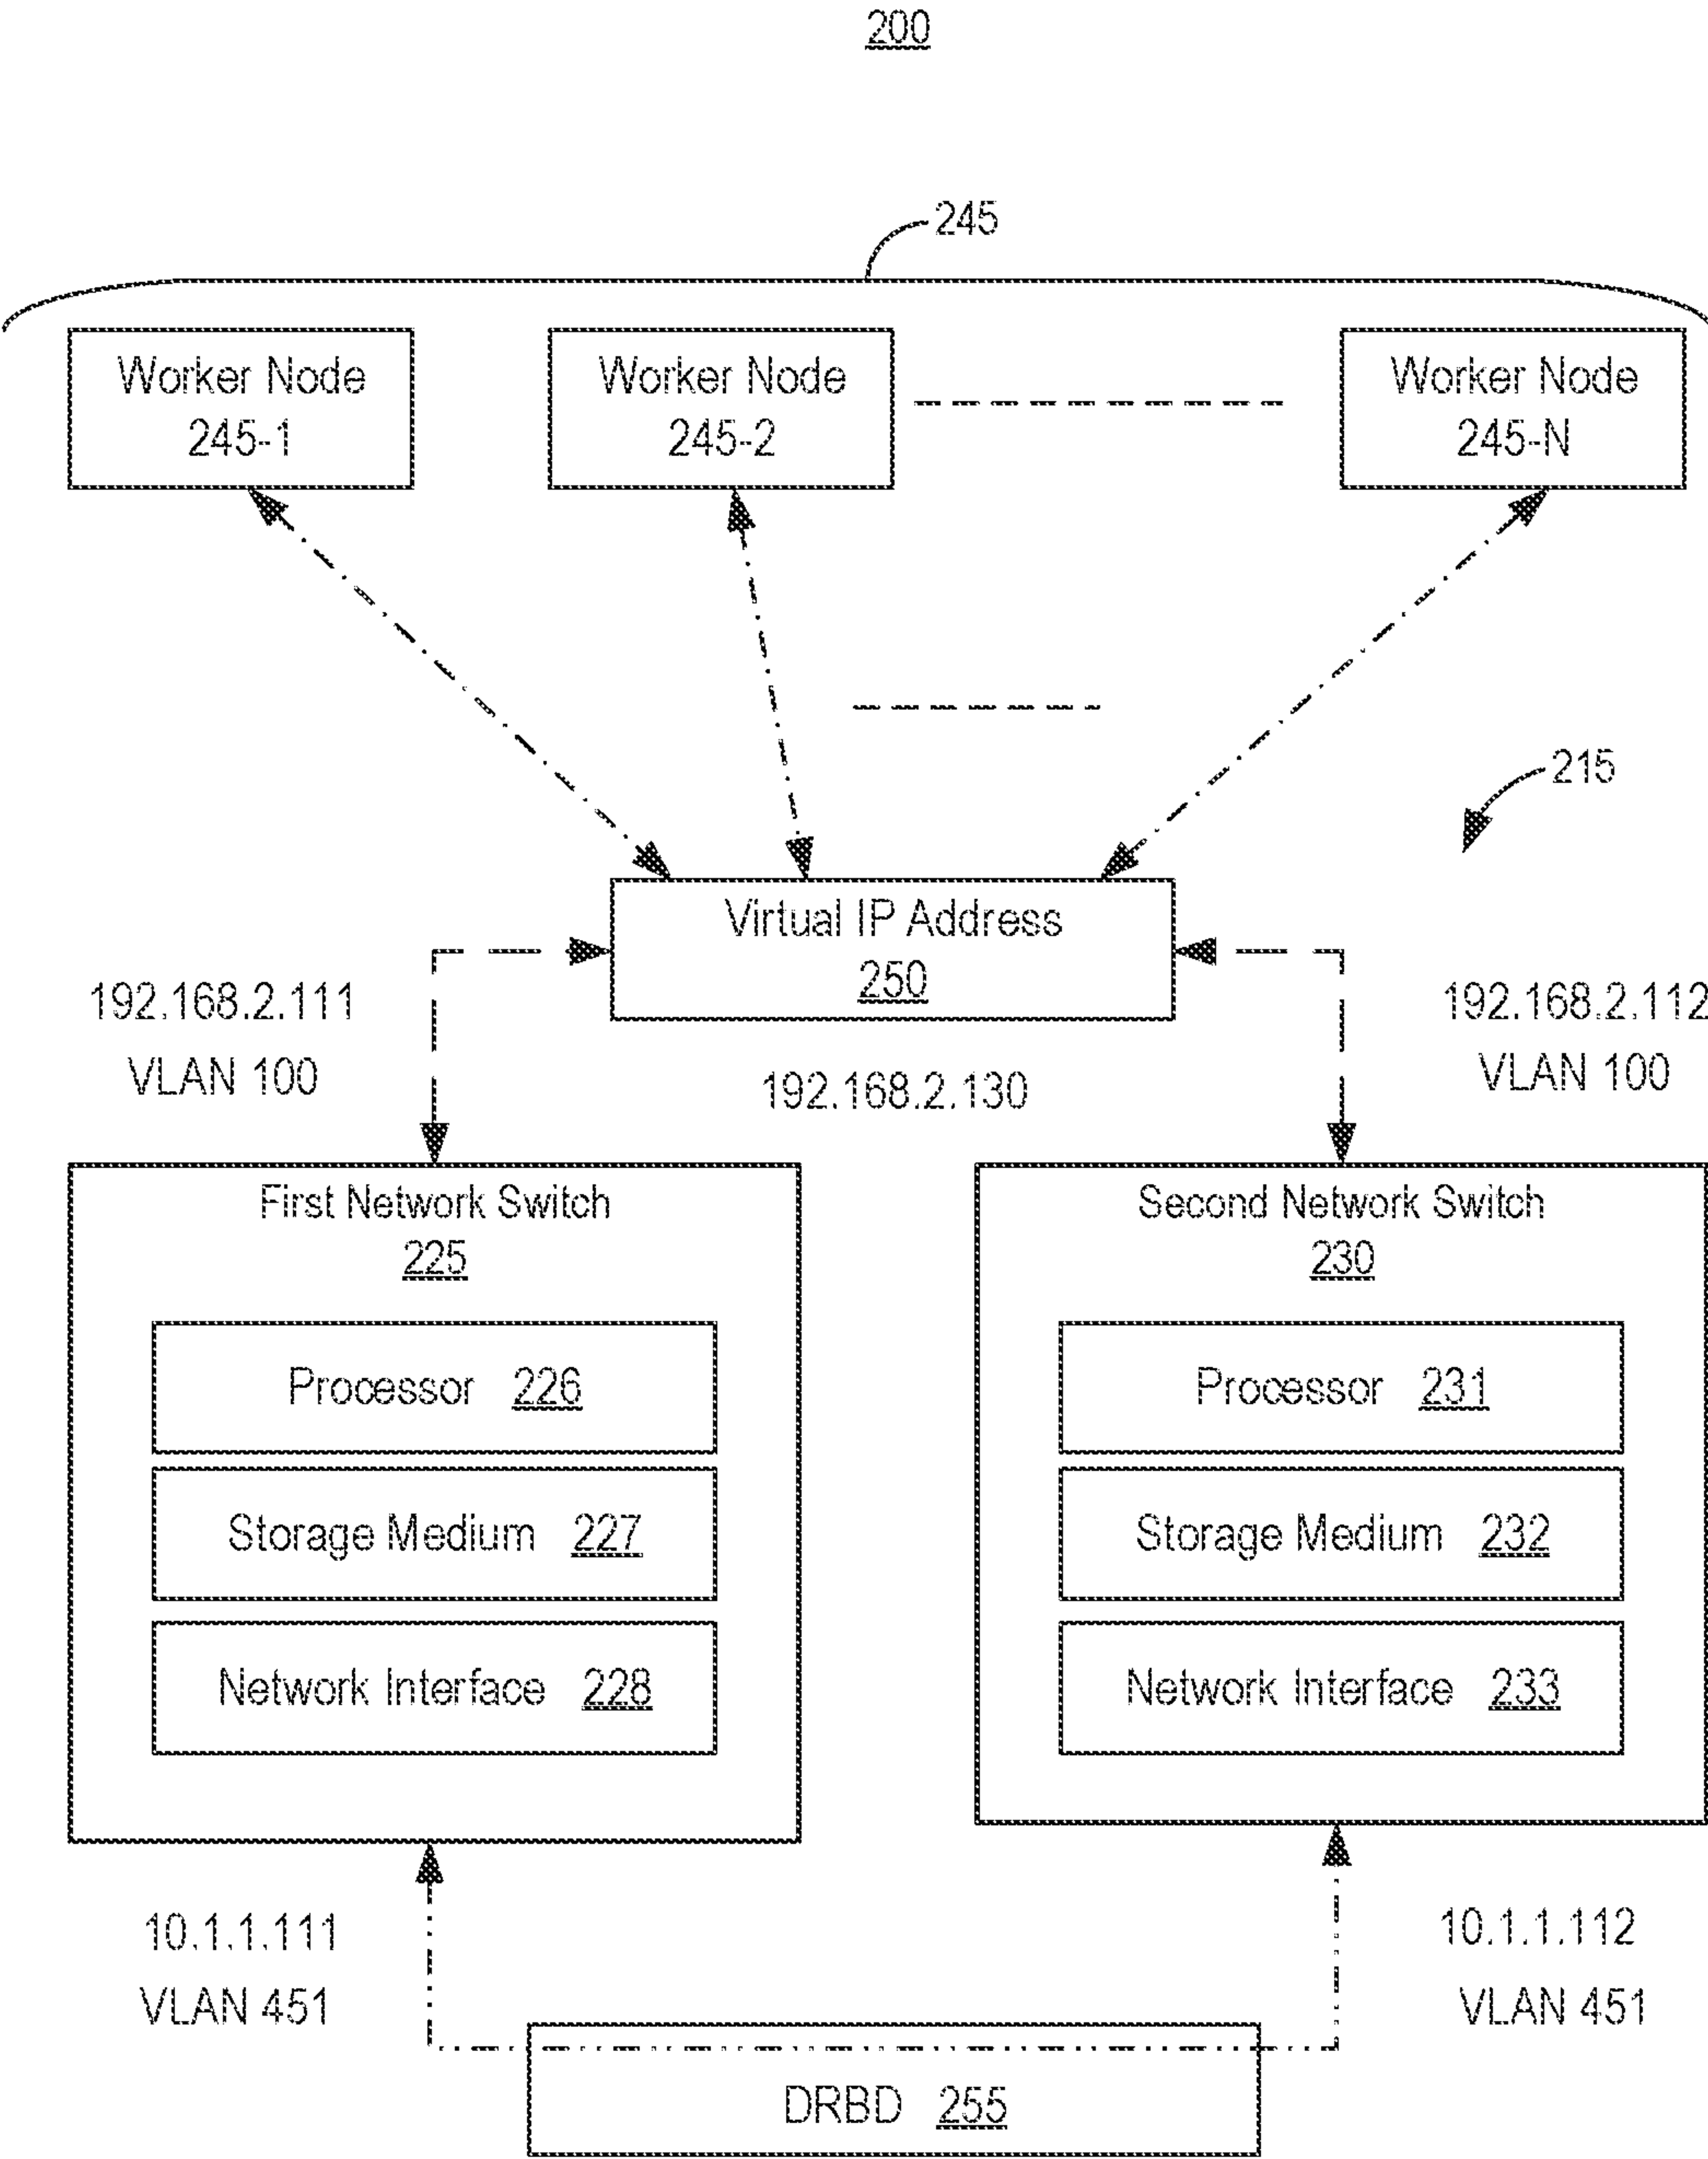 200
245
Worker Node
245-1
Worker Node
245-2
Worker Node
245-N
215
Virtual IP Address
250
192.168.2.111
VLAN 100
192.168.2.130
192.168.2.112
VLAN 100
First Network Switch
225
Processor 226
Storage Medium 227
Network Interface 228
Second Network Switch
230
Processor 231
Storage Medium 232
Network Interface 233
10.1.1.111
VLAN 451
10.1.1.112
VLAN 451
DRBD 255